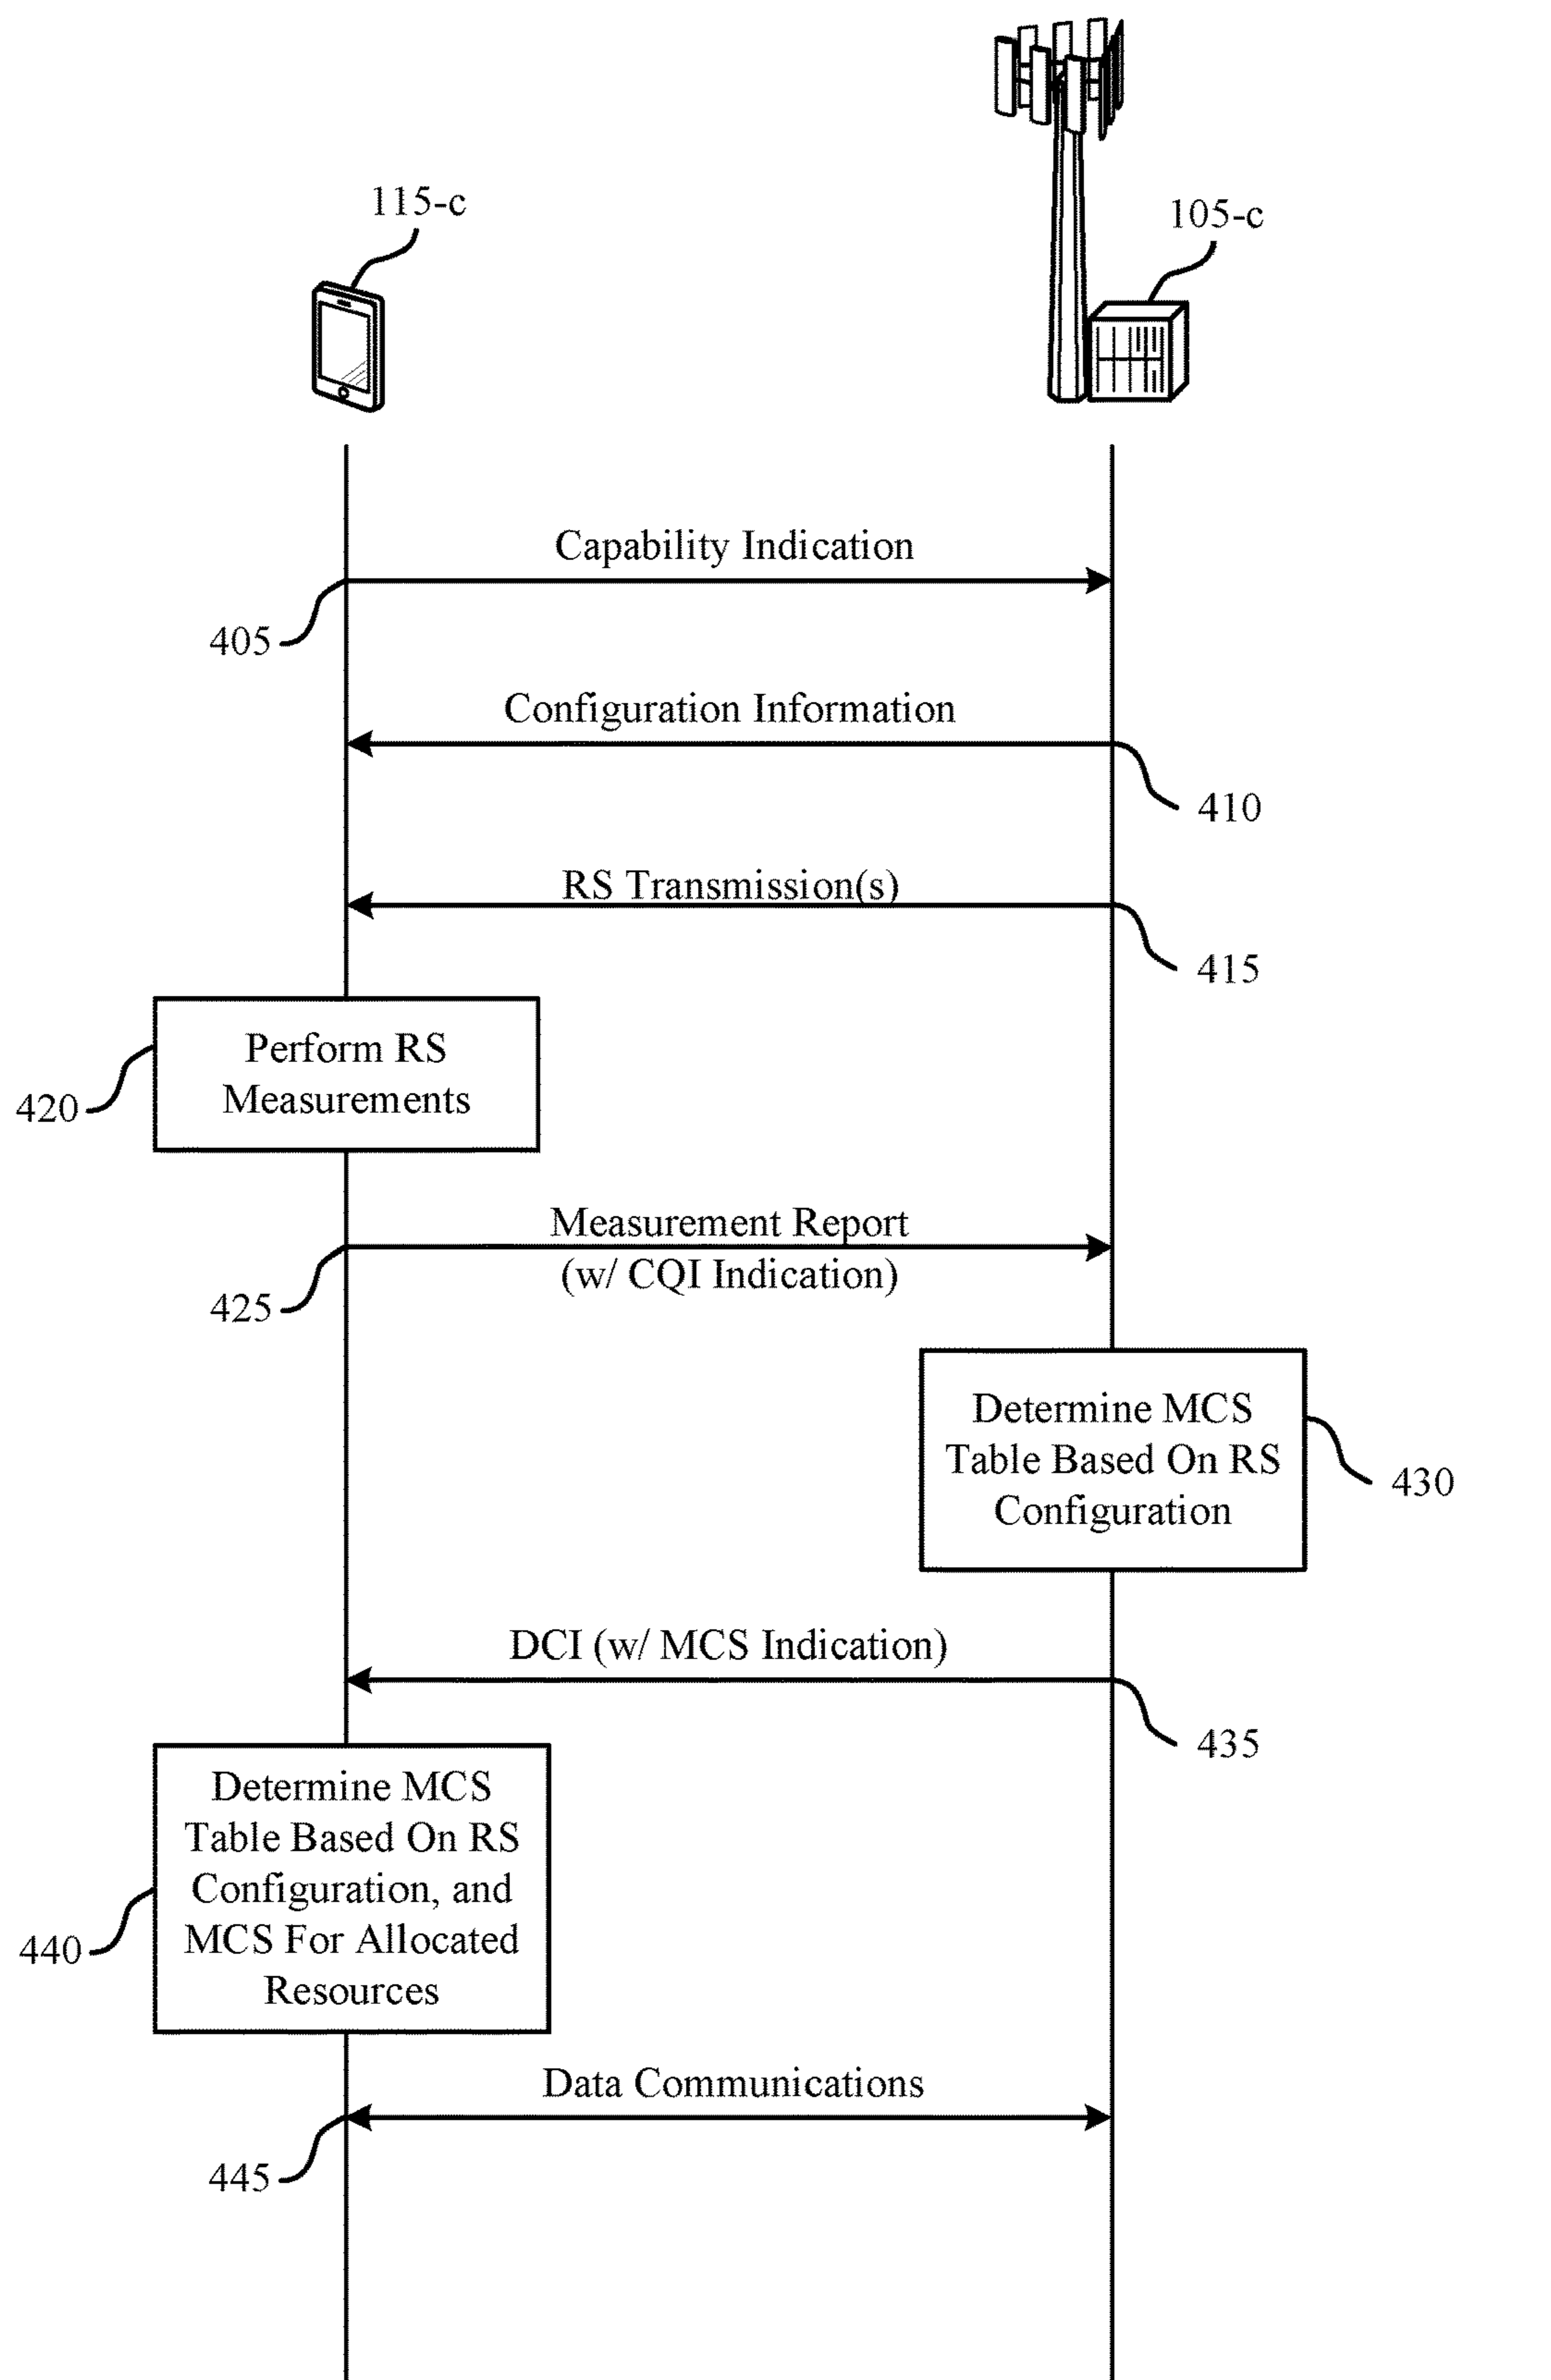 115-c
105-c
Capability Indication
405
Configuration Information
410
RS Transmission(s)
415
Perform RS
Measurements
420
Measurement Report
(w/ CQI Indication)
425
Determine MCS
Table Based On RS
Configuration
430
DCI (w/ MCS Indication)
435
Determine MCS
Table Based On RS
Configuration, and
MCS For Allocated
Resources
440
Data Communications
445